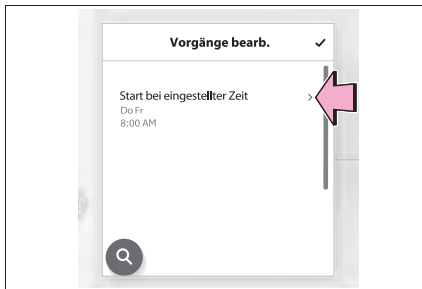 Vorgänge bearb.
Start bei eingestellter Zeit
Do Fr
8:00 AM